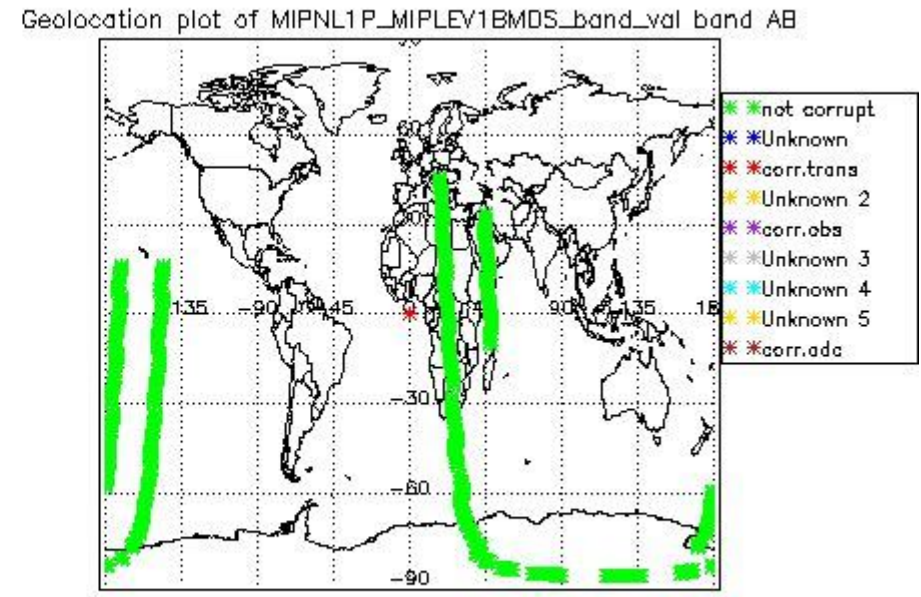 Geolocation plot of MIPNL1P_MIPLEV1BMDS_band_val band AB
60
-135 -90 -45 90 135
-30
-60
-90
not corrupt
Unknown
corr.trans
Unknown 2
corr.obs
Unknown 3
Unknown 4
Unknown 5
corr.adc